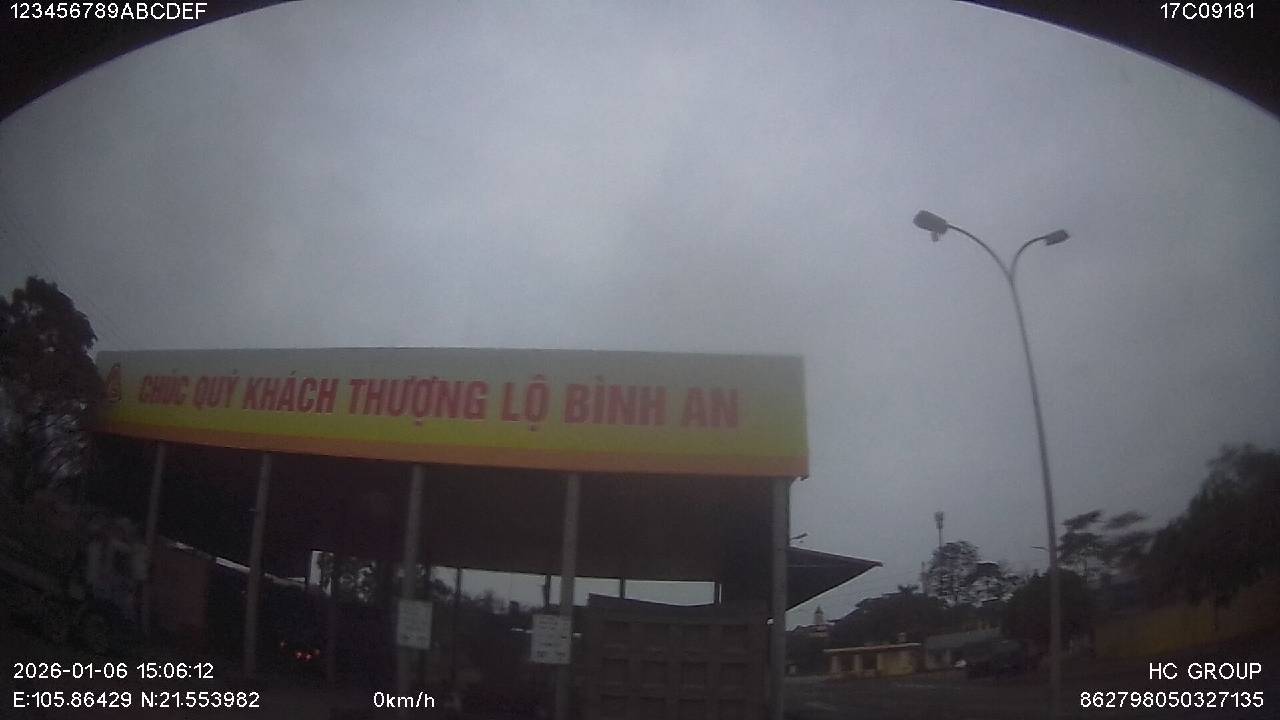 123456789ABCDEF
17C09181
CHÚC QUÝ KHÁCH THƯỢNG LỘ BÌNH AN
2026-01-06 15:06:12
HC GROUP
E:105.86429 N:21.553982
0km/h
862798050327135